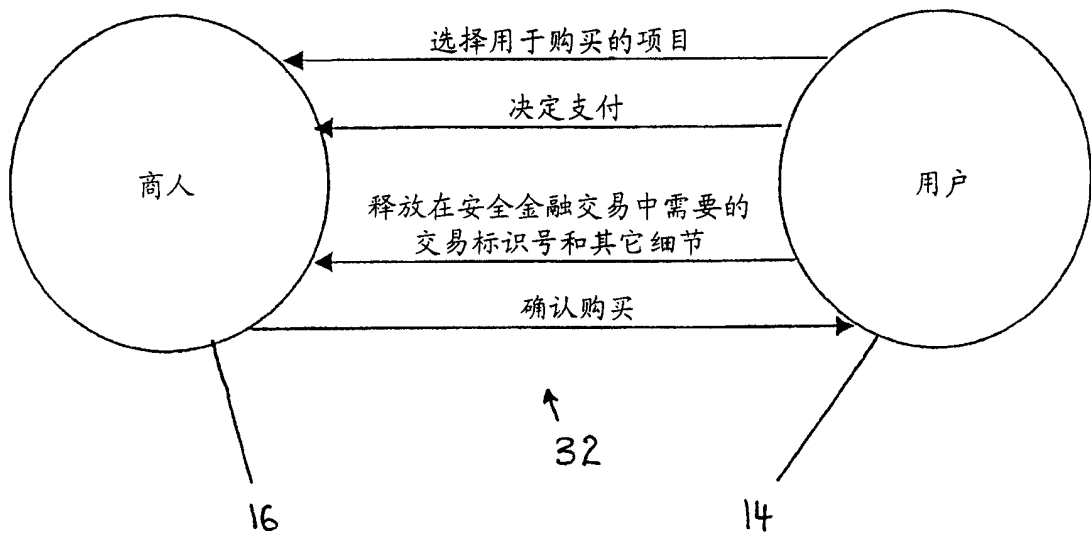 选择用于购买的项目
决定支付
商人
用户
释放在安全金融交易中需要的
交易标识号和其它细节
确认购买
32
16
14